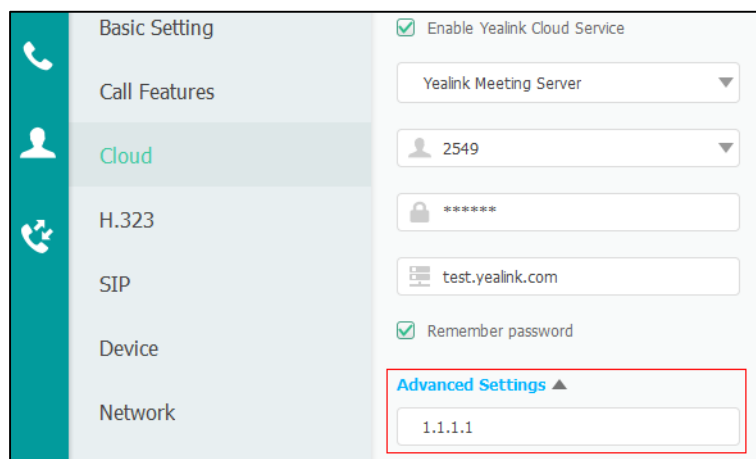 Basic Setting
Call Features
Cloud
H.323
SIP
Device
Network
Enable Yealink Cloud Service
Yealink Meeting Server
2549
******
test.yealink.com
Remember password
Advanced Settings
1.1.1.1